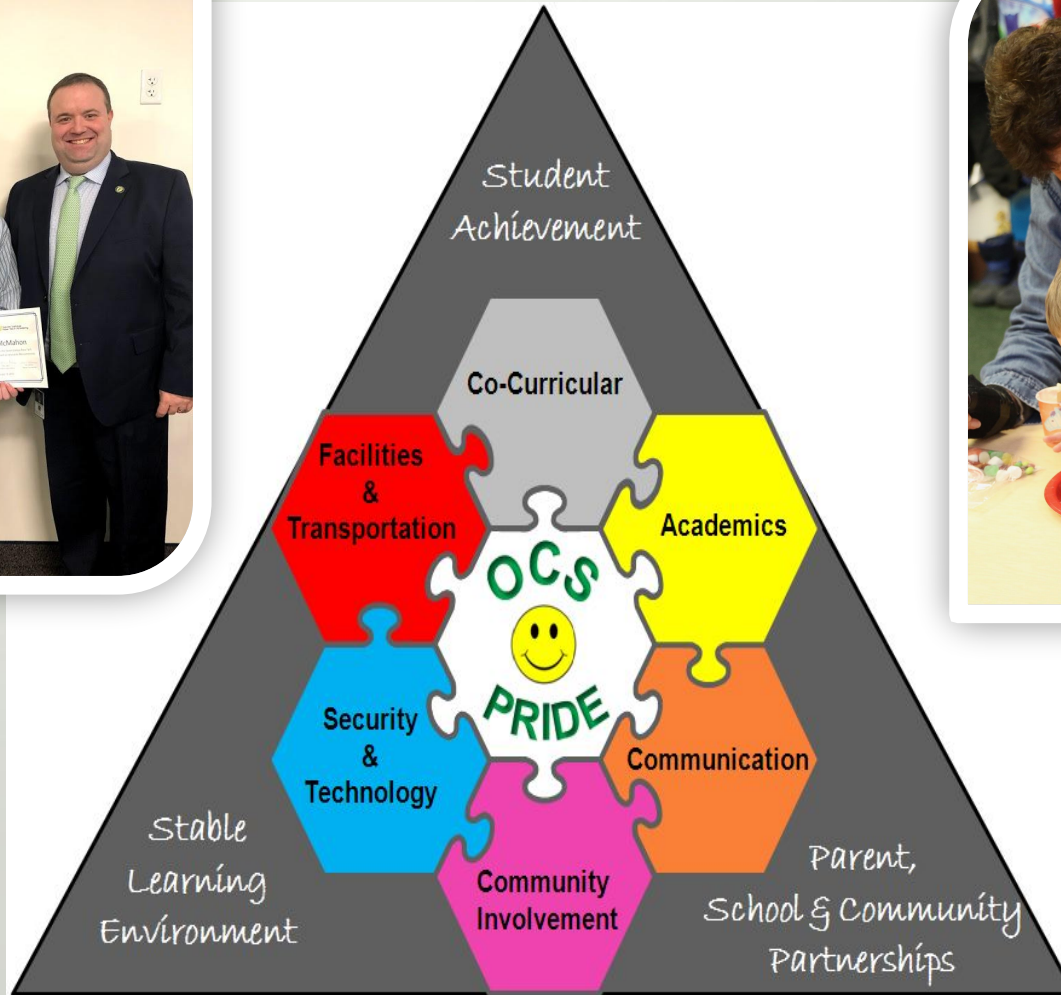 Student
Achievement
Co-Curricular
Facilities
&
Transportation
Academics
OCS
PRIDE
Security
&
Technology
Communication
Community
Involvement
Stable
Learning
Environment
Parent,
School & Community
Partnerships
McMahon